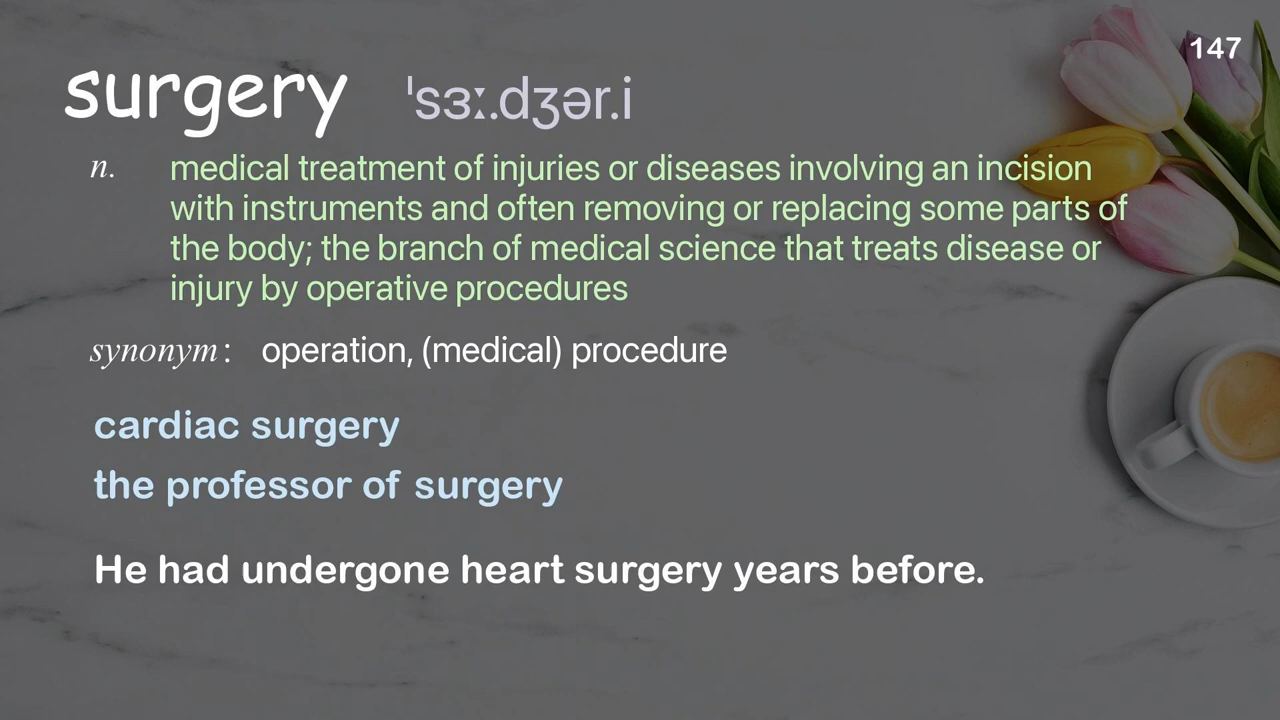 147
surgery ˈsɜː.dʒər.i
n. medical treatment of injuries or diseases involving an incision
with instruments and often removing or replacing some parts of
the body; the branch of medical science that treats disease or
injury by operative procedures
synonym: operation, (medical) procedure
cardiac surgery
the professor of surgery
He had undergone heart surgery years before.